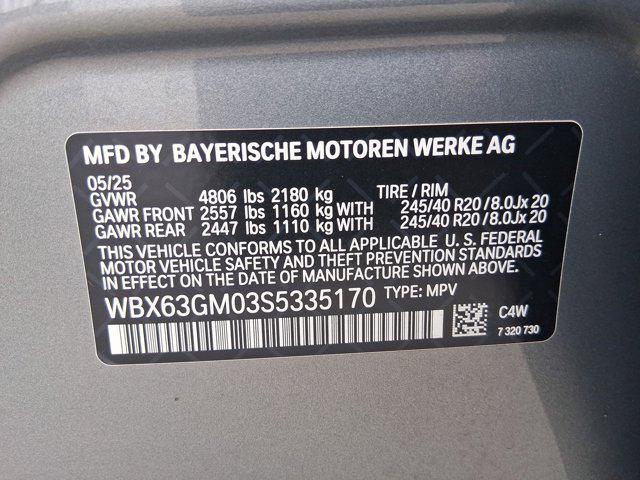 MFD BY BAYERISCHE MOTOREN WERKE AG
05/25
GVWR 4806 lbs 2180 kg TIRE / RIM
GAWR FRONT 2557 lbs 1160 kg WITH 245/40 R20 / 8.0Jx 20
GAWR REAR 2447 lbs 1110 kg WITH 245/40 R20 / 8.0Jx 20
THIS VEHICLE CONFORMS TO ALL APPLICABLE U. S. FEDERAL
MOTOR VEHICLE SAFETY AND THEFT PREVENTION STANDARDS
IN EFFECT ON THE DATE OF MANUFACTURE SHOWN ABOVE.
WBX63GM03S5335170 TYPE: MPV
C4W
7 320 730